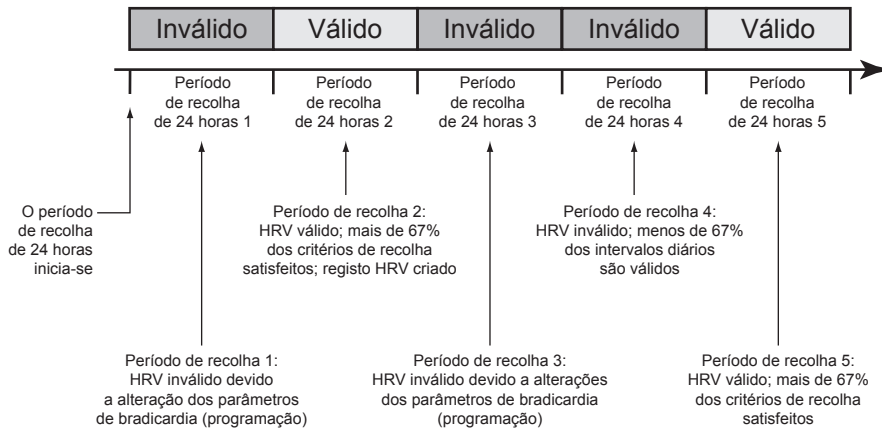 Inválido
Válido
Inválido
Inválido
Válido
Período
de recolha
de 24 horas 1
Período
de recolha
de 24 horas 2
Período
de recolha
de 24 horas 3
Período
de recolha
de 24 horas 4
Período
de recolha
de 24 horas 5
O período
de recolha
de 24 horas
inicia-se
Período de recolha 2:
HRV válido; mais de 67%
dos critérios de recolha
satisfeitos; registo HRV criado
Período de recolha 4:
HRV inválido; menos de 67%
dos intervalos diários
são válidos
Período de recolha 1:
HRV inválido devido
a alteração dos parâmetros
de bradicardia (programação)
Período de recolha 3:
HRV inválido devido a alterações
dos parâmetros de bradicardia
(programação)
Período de recolha 5:
HRV válido; mais de 67%
dos critérios de recolha
satisfeitos